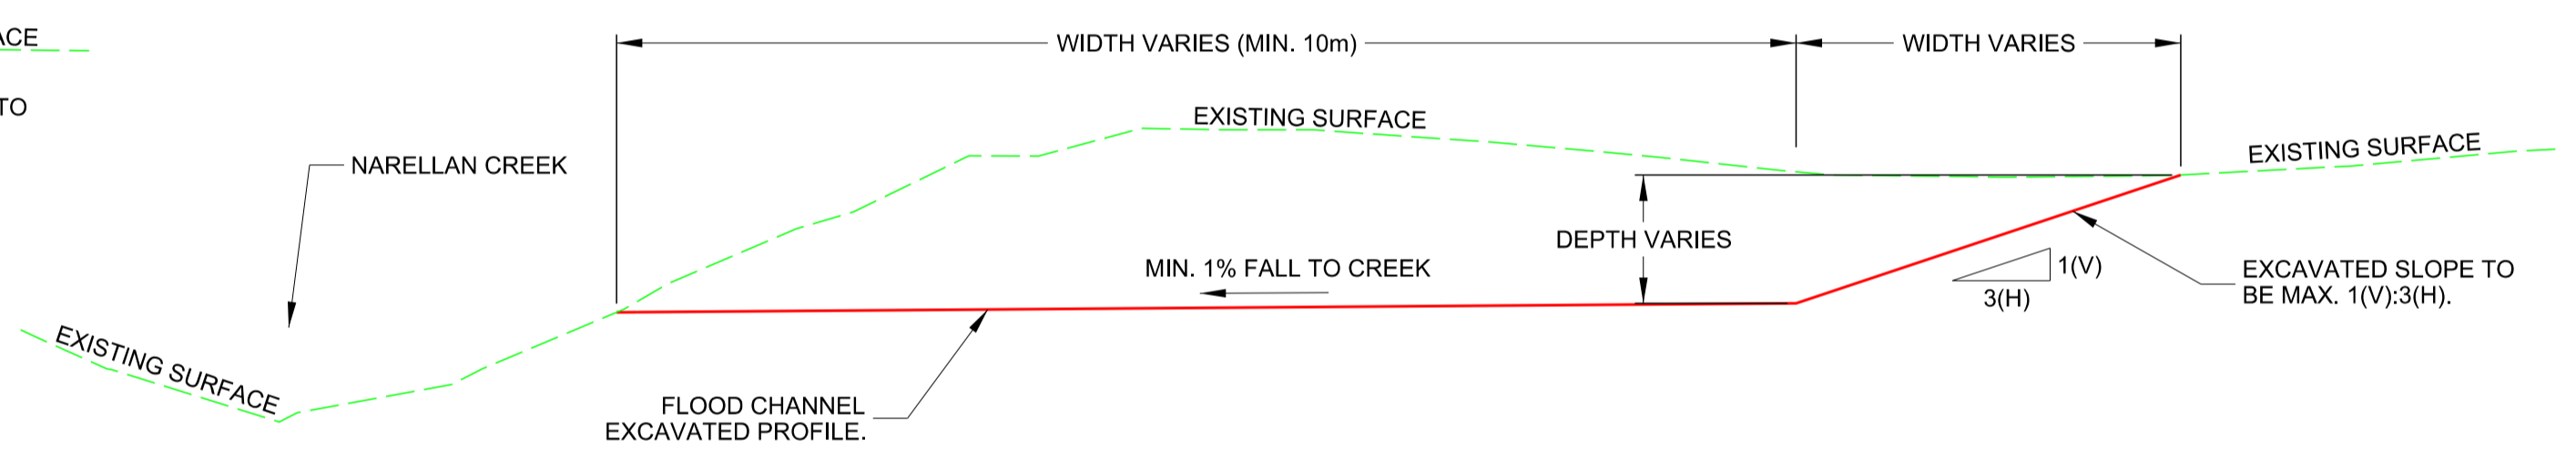 ACE
TO
WIDTH VARIES (MIN. 10m)
WIDTH VARIES
EXISTING SURFACE
NARELLAN CREEK
EXISTING SURFACE
DEPTH VARIES
MIN. 1% FALL TO CREEK
1(V)
3(H)
EXCAVATED SLOPE TO
BE MAX. 1(V):3(H).
EXISTING SURFACE
FLOOD CHANNEL
EXCAVATED PROFILE.